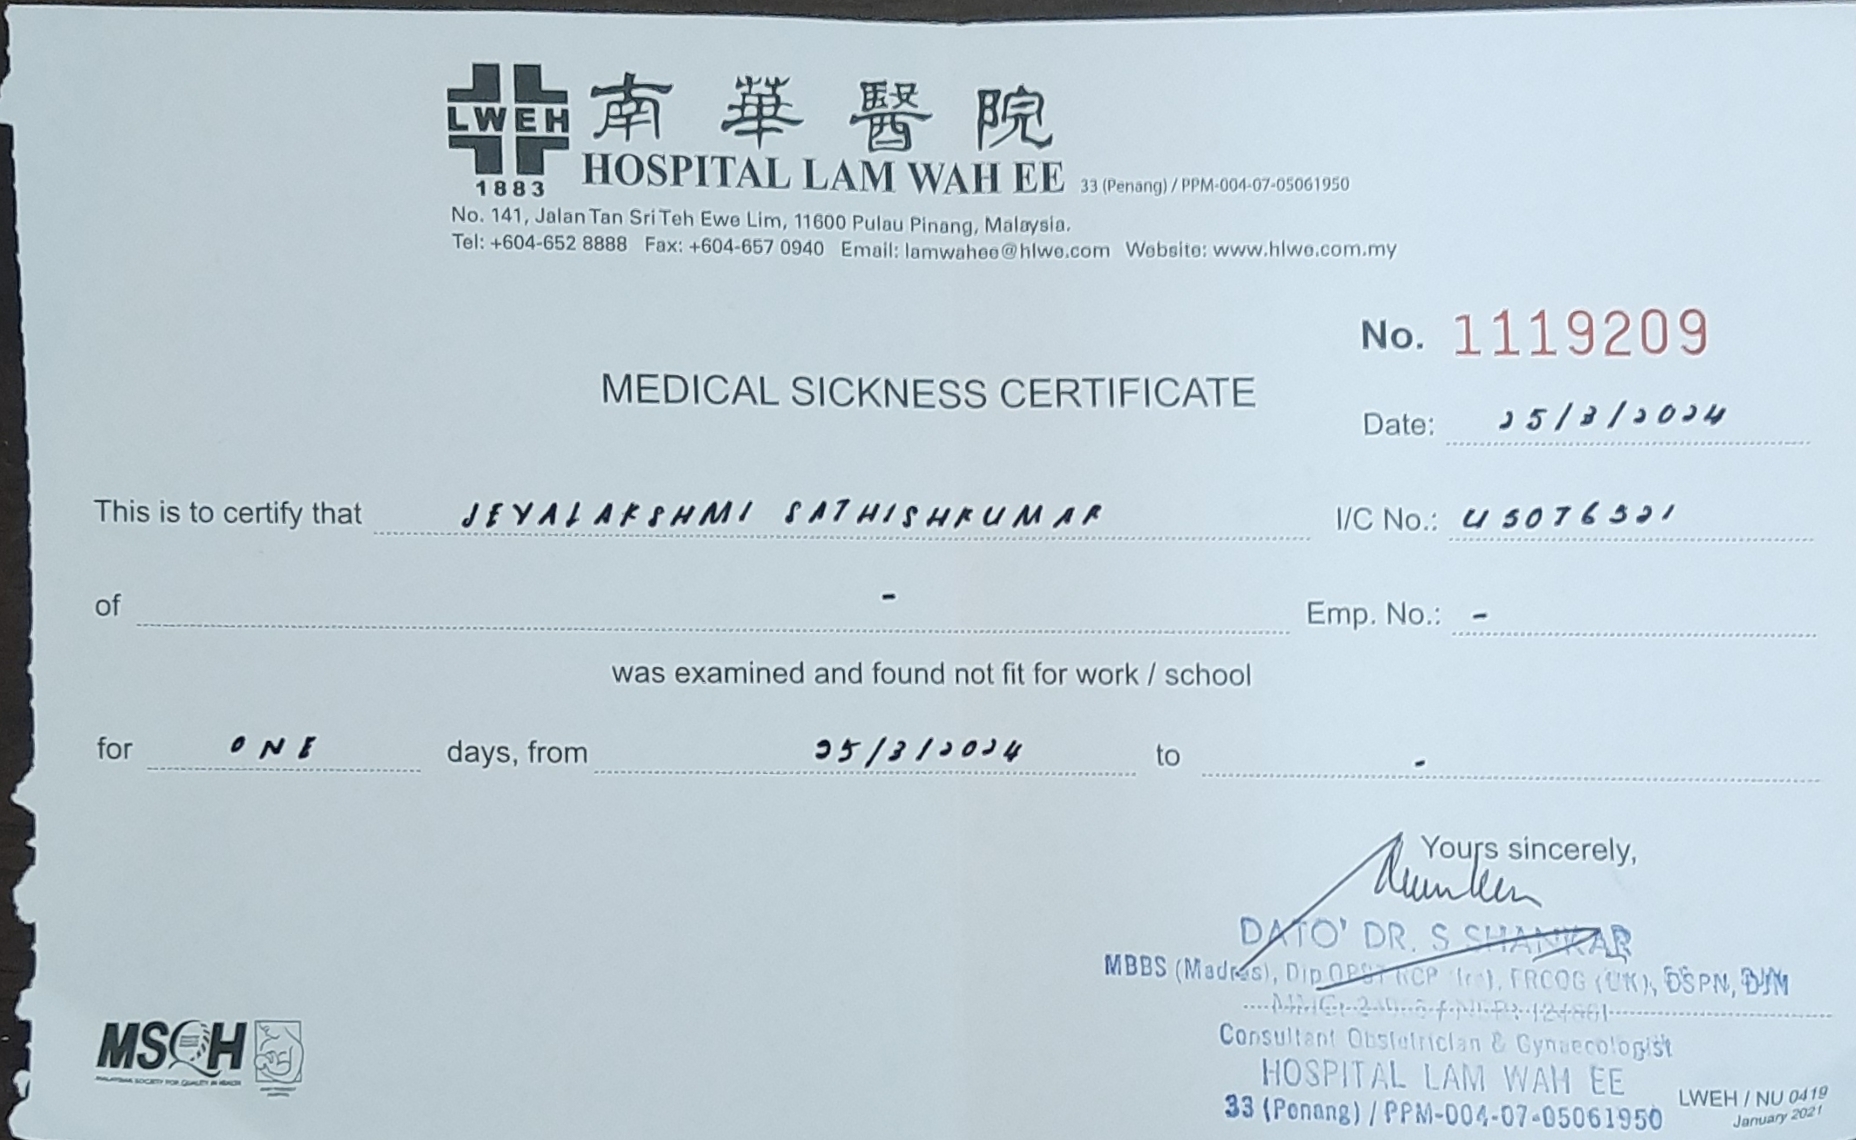 南華醫院
LWEH
1883
HOSPITAL LAM WAH EE 33 (Penang) / PPM-004-07-05061950
No. 141, Jalan Tan Sri Teh Ewe Lim, 11600 Pulau Pinang, Malaysia.
Tel: +604-652 8888 Fax: +604-657 0940 Email: lamwahee@hlwe.com Website: www.hlwe.com.my
No. 1119209
MEDICAL SICKNESS CERTIFICATE
Date: 25/3/2024
This is to certify that JEYALAKSHMI SATHISHKUMAR I/C No.: U5076321
of - Emp. No.: -
was examined and found not fit for work / school
for ONE days, from 25/3/2024 to -
Yours sincerely,
DATO' DR. S SHANKAR
MBBS (Madras), Dip FRCOG (UK), DSPN, DJN
Consultant Obstetrician & Gynaecologist
HOSPITAL LAM WAH EE
33 (Penang) / PPM-004-07-05061950
MSQH
MALAYSIAN SOCIETY FOR QUALITY IN HEALTH
LWEH / NU 0419
January 2021